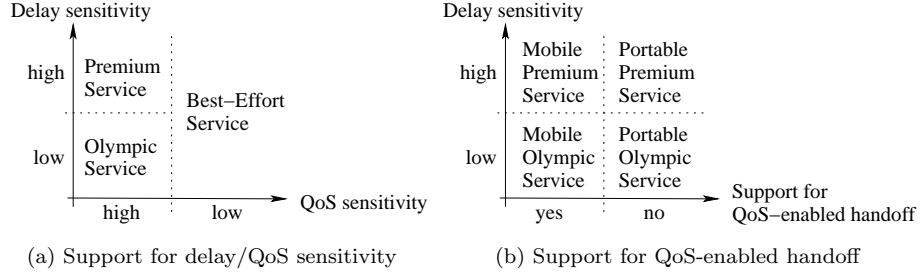 Delay sensitivity
high
low
Premium
Service
Olympic
Service
Best−Effort
Service
high
low
QoS sensitivity
(a) Support for delay/QoS sensitivity
Delay sensitivity
high
low
Mobile
Premium
Service
Portable
Premium
Service
Mobile
Olympic
Service
Portable
Olympic
Service
yes
no
Support for
QoS−enabled handoff
(b) Support for QoS-enabled handoff